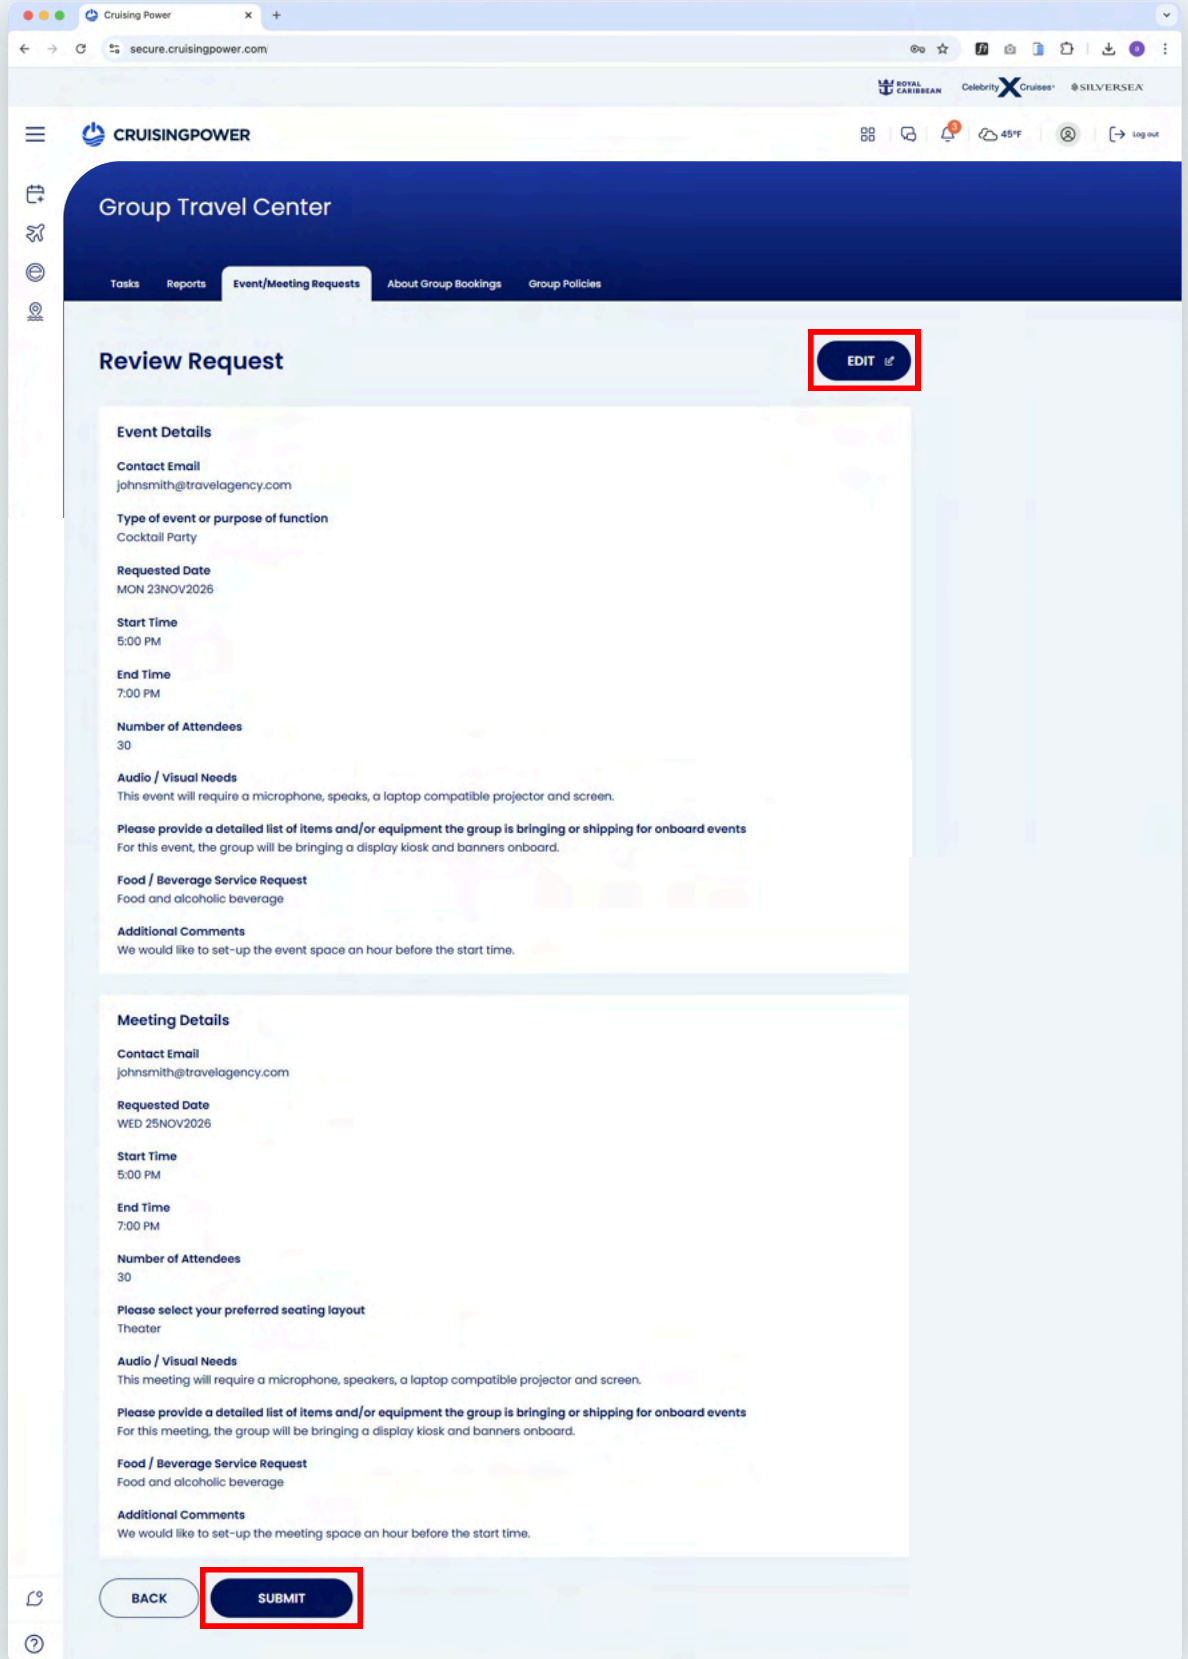 Cruising Power
secure.cruisingpower.com
ROYAL
CARIBBEAN
Celebrity X Cruises
SILVERSEA
CRUISINGPOWER
3
45°F
Log out
Group Travel Center
Tasks
Reports
Event/Meeting Requests
About Group Bookings
Group Policies
Review Request
EDIT
Event Details
Contact Email
johnsmith@travelagency.com
Type of event or purpose of function
Cocktail Party
Requested Date
MON 23NOV2026
Start Time
5:00 PM
End Time
7:00 PM
Number of Attendees
30
Audio / Visual Needs
This event will require a microphone, speaks, a laptop compatible projector and screen.
Please provide a detailed list of items and/or equipment the group is bringing or shipping for onboard events
For this event, the group will be bringing a display kiosk and banners onboard.
Food / Beverage Service Request
Food and alcoholic beverage
Additional Comments
We would like to set-up the event space an hour before the start time.
Meeting Details
Contact Email
johnsmith@travelagency.com
Requested Date
WED 25NOV2026
Start Time
5:00 PM
End Time
7:00 PM
Number of Attendees
30
Please select your preferred seating layout
Theater
Audio / Visual Needs
This meeting will require a microphone, speakers, a laptop compatible projector and screen.
Please provide a detailed list of items and/or equipment the group is bringing or shipping for onboard events
For this meeting, the group will be bringing a display kiosk and banners onboard.
Food / Beverage Service Request
Food and alcoholic beverage
Additional Comments
We would like to set-up the meeting space an hour before the start time.
BACK
SUBMIT